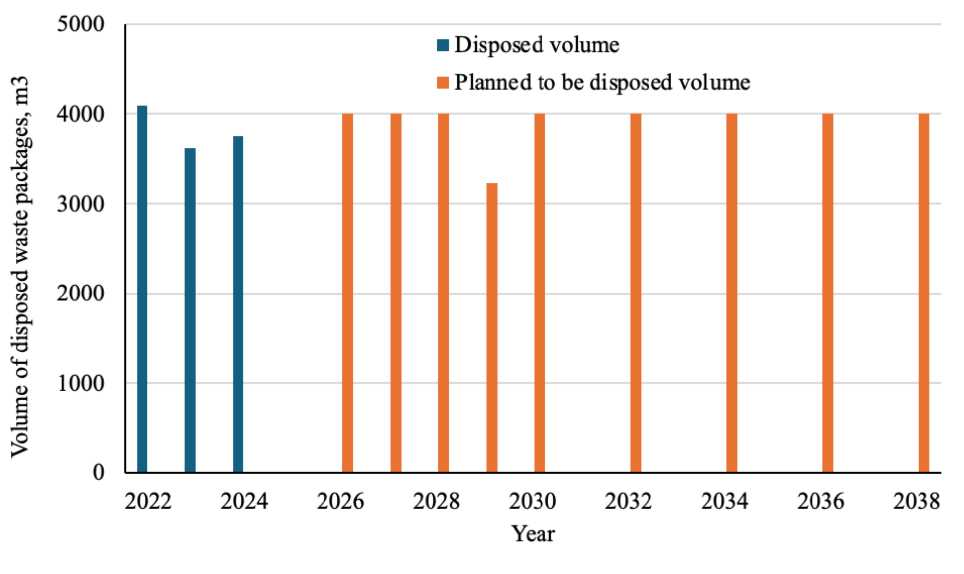 5000
Disposed volume
Planned to be disposed volume
4000
3000
2000
1000
0
Volume of disposed waste packages, m3
2022 2024 2026 2028 2030 2032 2034 2036 2038
Year